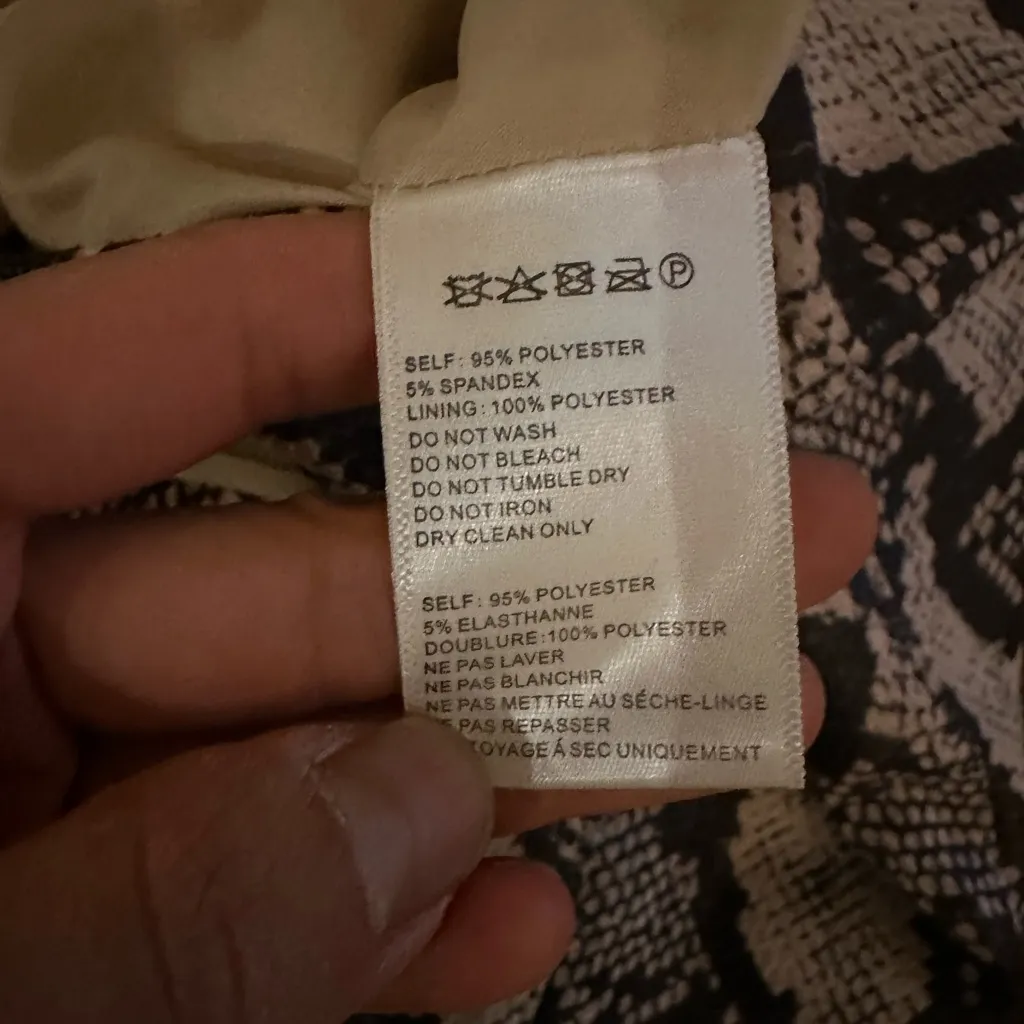 P
SELF: 95% POLYESTER
5% SPANDEX
LINING: 100% POLYESTER
DO NOT WASH
DO NOT BLEACH
DO NOT TUMBLE DRY
DO NOT IRON
DRY CLEAN ONLY
SELF: 95% POLYESTER
5% ELASTHANNE
DOUBLURE:100% POLYESTER
NE PAS LAVER
NE PAS BLANCHIR
NE PAS METTRE AU SÉCHE-LINGE
PAS REPASSER
Á SEC UNIQUEMENT